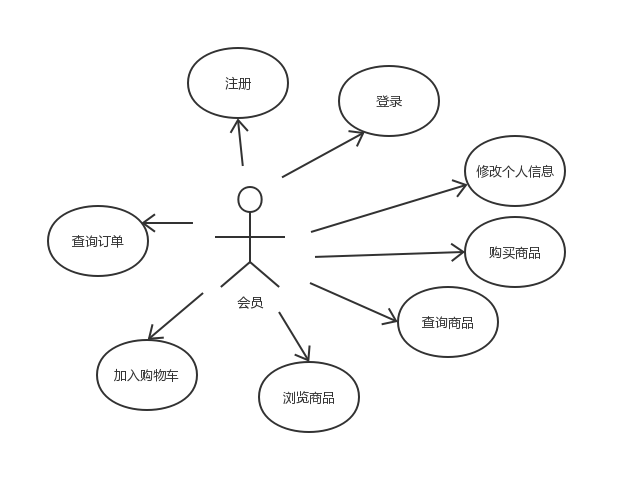 注册
登录
修改个人信息
查询订单
购买商品
会员
查询商品
加入购物车
浏览商品